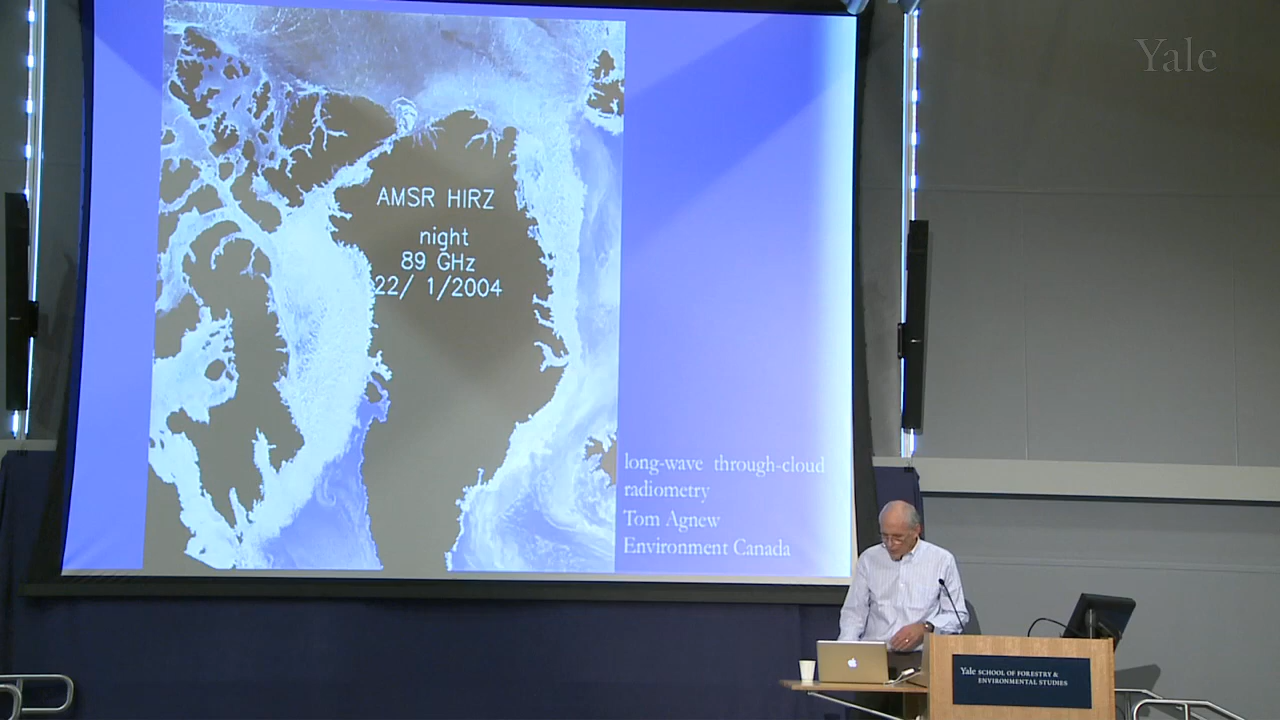 Yale
AMSR HIRZ
night
89 GHz
22/ 1/2004
long-wave through-cloud
radiometry
Tom Agnew
Environment Canada
Yale SCHOOL OF FORESTRY &
ENVIRONMENTAL STUDIES